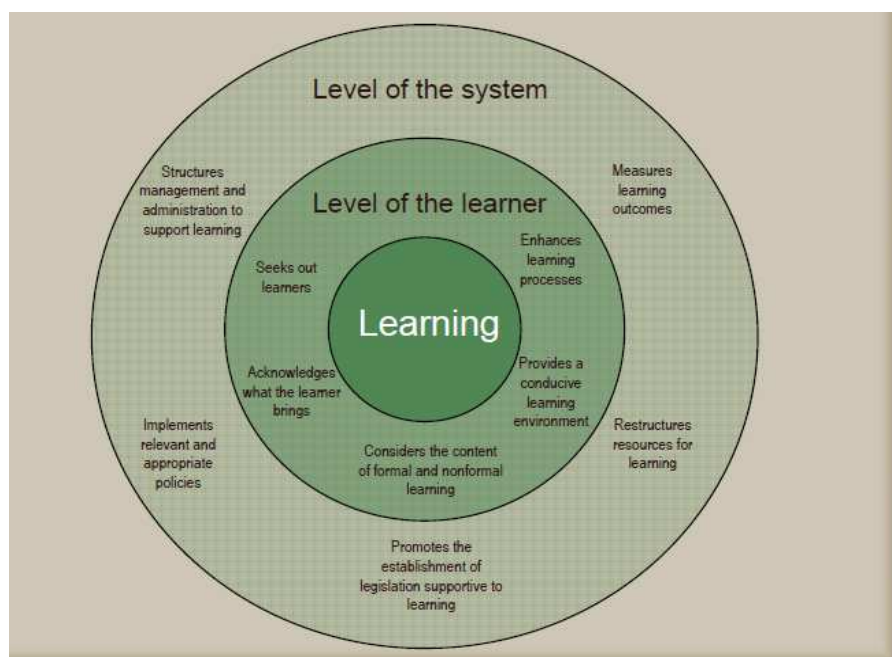 Level of the system
Structures
management and
administration to
support learning
Measures
learning
outcomes
Level of the learner
Seeks out
learners
Enhances
learning
processes
Learning
Acknowledges
what the learner
brings
Provides a
conducive
learning
environment
Considers the content
of formal and nonformal
learning
Implements
relevant and
appropriate
policies
Restructures
resources for
learning
Promotes the
establishment of
legislation supportive to
learning